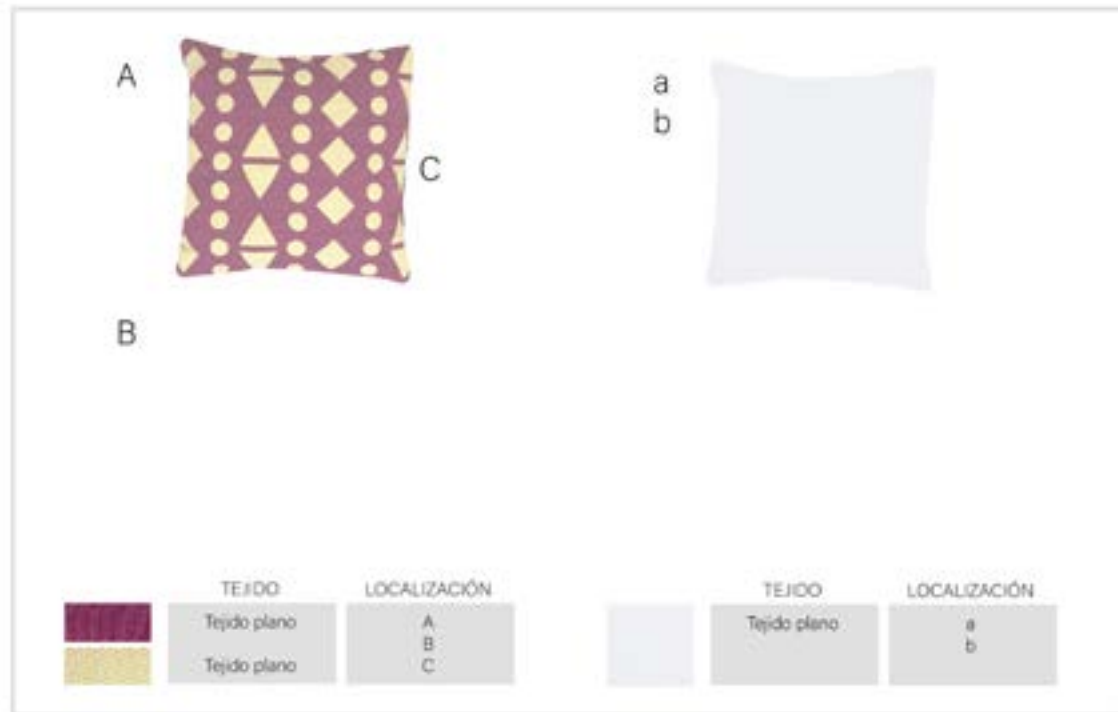 A
C
B
a
b
TEJIDO LOCALIZACIÓN
Tejido plano A
B
Tejido plano C
TEJIDO LOCALIZACIÓN
Tejido plano a
b